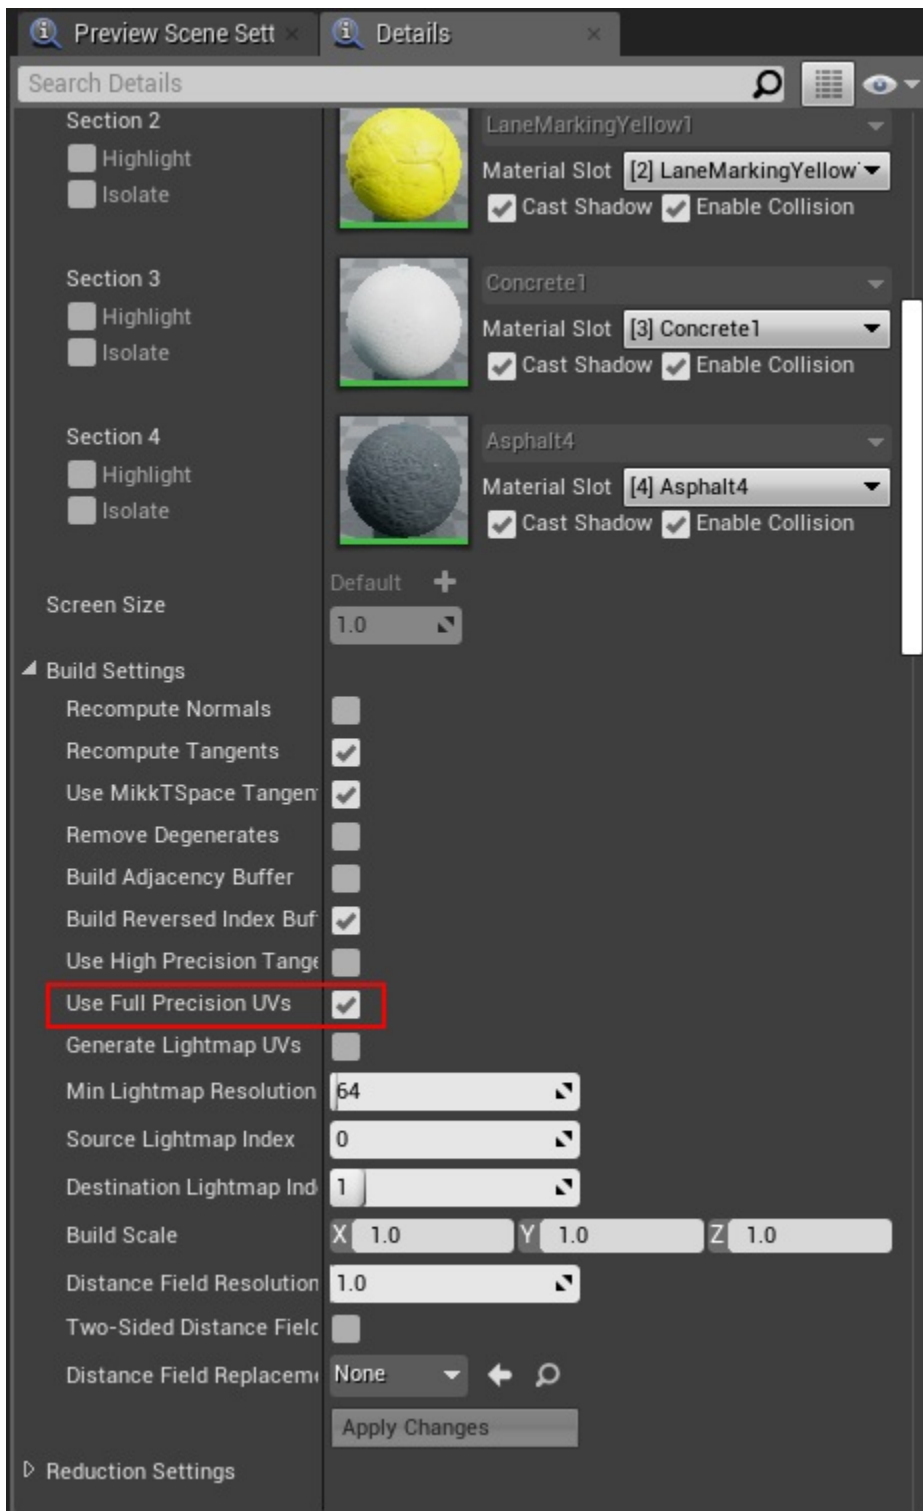 Preview Scene Sett
Details
Search Details
Section 2
Highlight
Isolate
LaneMarkingYellow1
Material Slot [2] LaneMarkingYellow
Cast Shadow Enable Collision
Section 3
Highlight
Isolate
Concrete1
Material Slot [3] Concrete1
Cast Shadow Enable Collision
Section 4
Highlight
Isolate
Asphalt4
Material Slot [4] Asphalt4
Cast Shadow Enable Collision
Screen Size
Default
1.0
Build Settings
Recompute Normals
Recompute Tangents
Use MikkTSpace Tangen
Remove Degenerates
Build Adjacency Buffer
Build Reversed Index Buf
Use High Precision Tange
Use Full Precision UVs
Generate Lightmap UVs
Min Lightmap Resolution 64
Source Lightmap Index 0
Destination Lightmap Ind 1
Build Scale X 1.0 Y 1.0 Z 1.0
Distance Field Resolution 1.0
Two-Sided Distance Field
Distance Field Replaceme None
Apply Changes
Reduction Settings